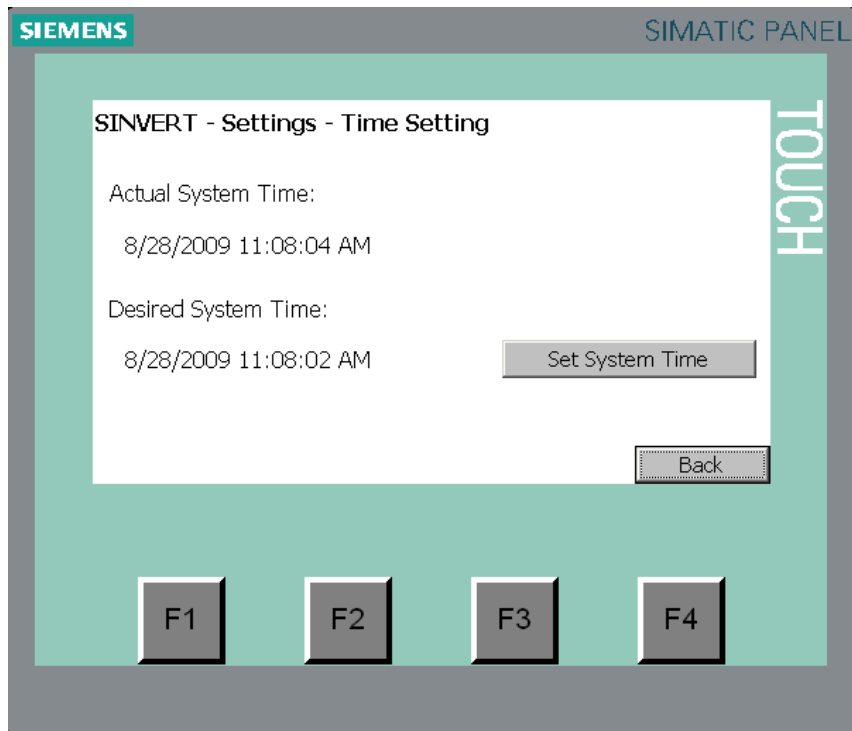 SIEMENS
SIMATIC PANEL
TOUCH
SINVERT - Settings - Time Setting
Actual System Time:
8/28/2009 11:08:04 AM
Desired System Time:
8/28/2009 11:08:02 AM
Set System Time
Back
F1
F2
F3
F4